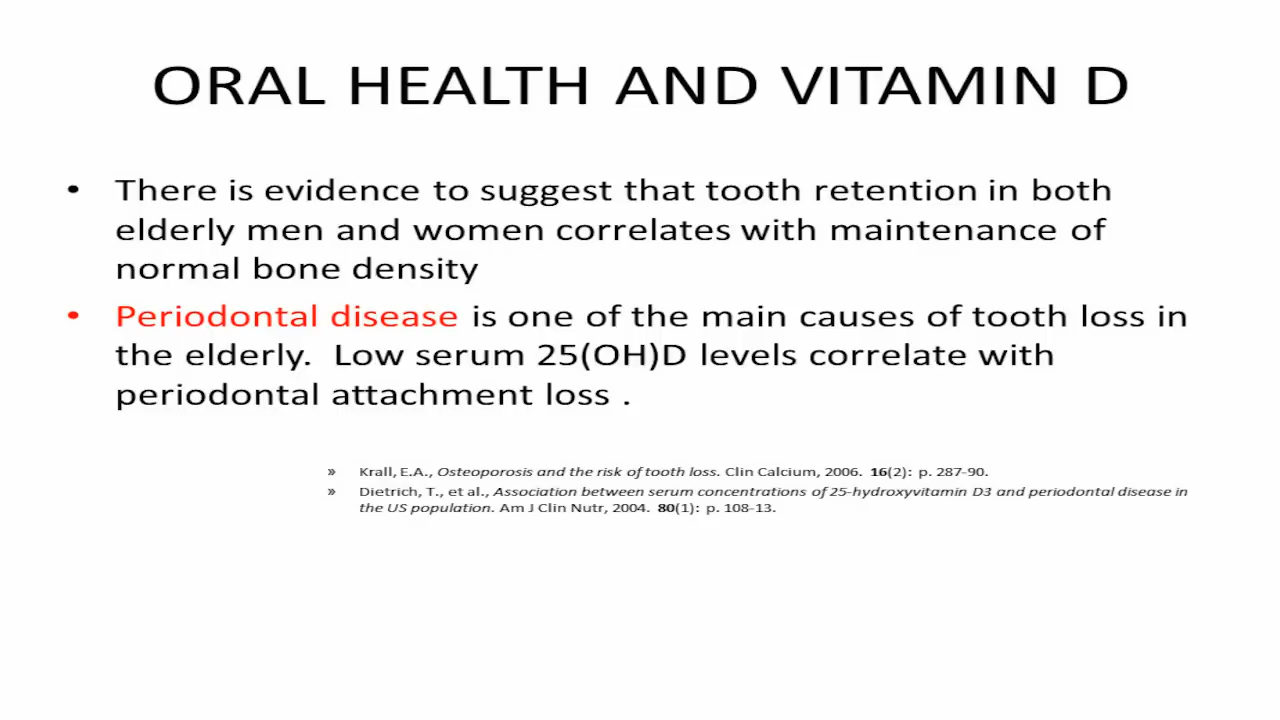 ORAL HEALTH AND VITAMIN D
• There is evidence to suggest that tooth retention in both
elderly men and women correlates with maintenance of
normal bone density
• Periodontal disease is one of the main causes of tooth loss in
the elderly.  Low serum 25(OH)D levels correlate with
periodontal attachment loss .
» Krall, E.A., Osteoporosis and the risk of tooth loss. Clin Calcium, 2006.  16(2): p. 287-90.
» Dietrich, T., et al., Association between serum concentrations of 25-hydroxyvitamin D3 and periodontal disease in
the US population. Am J Clin Nutr, 2004.  80(1): p. 108-13.